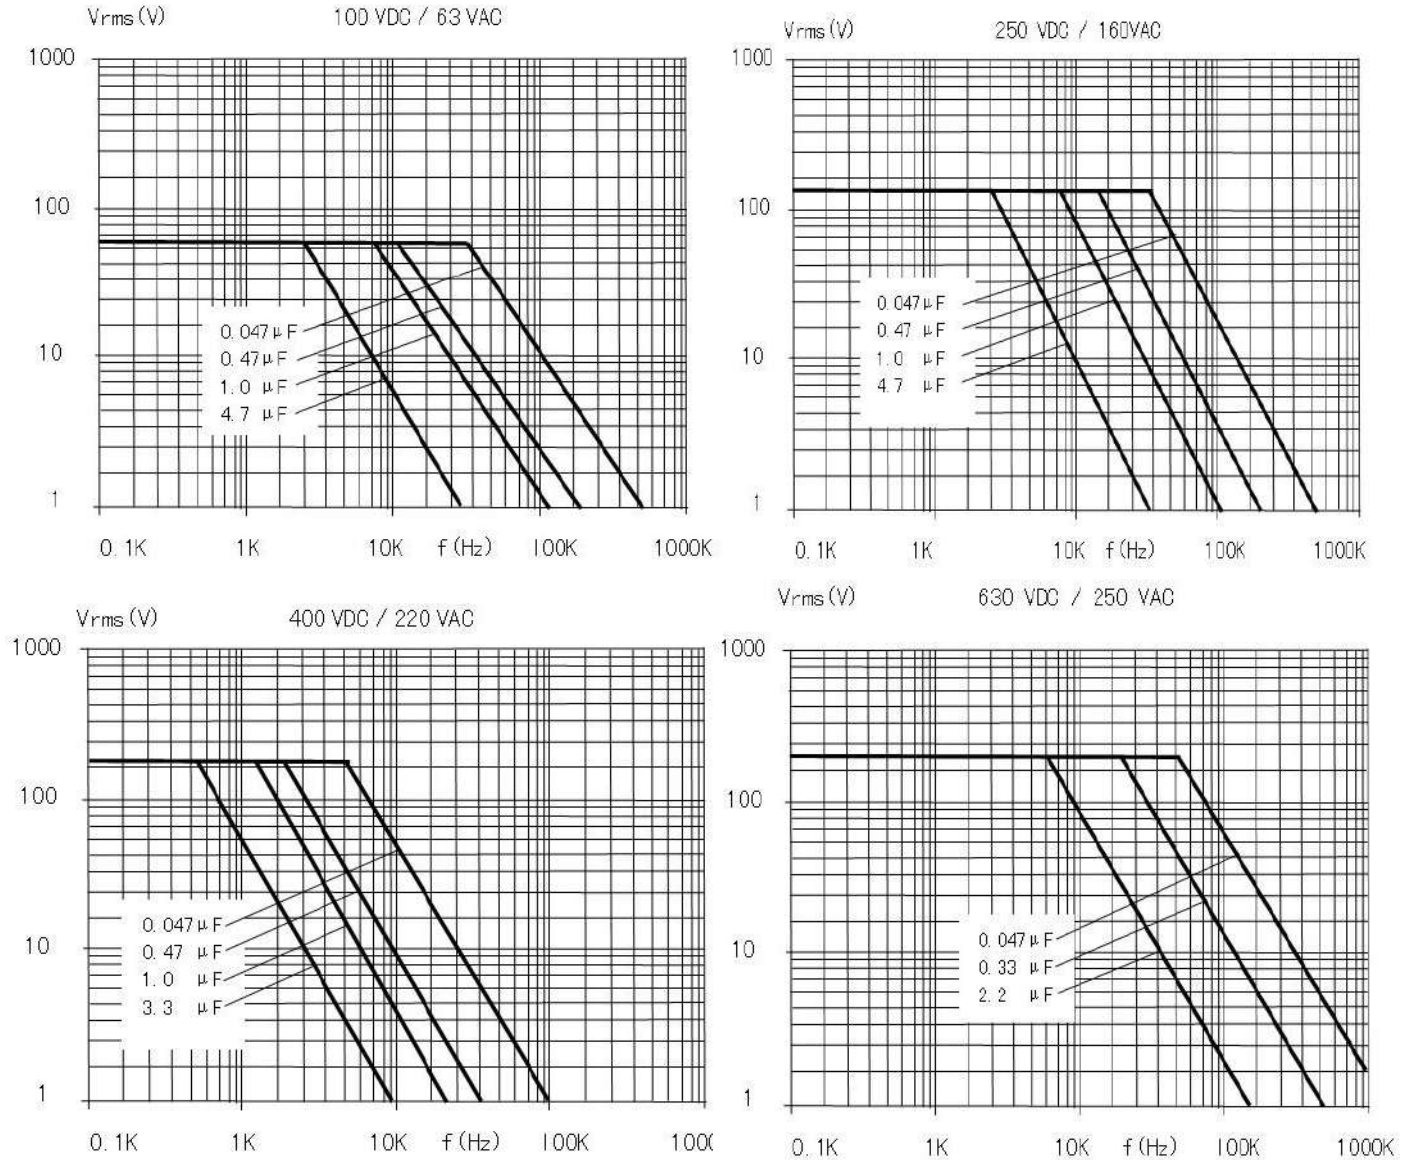 Vrms(V) 100 VDC / 63 VAC
1000
100
10
1
0.047μF
0.47μF
1.0 μF
4.7 μF
0.1K 1K 10K f(Hz) 100K 1000K
Vrms(V) 250 VDC / 160VAC
1000
100
10
1
0.047μF
0.47 μF
1.0 μF
4.7 μF
0.1K 1K 10K f(Hz) 100K 1000K
Vrms(V) 400 VDC / 220 VAC
1000
100
10
1
0.047μF
0.47 μF
1.0 μF
3.3 μF
0.1K 1K 10K f(Hz) 100K 1000
Vrms(V) 630 VDC / 250 VAC
1000
100
10
1
0.047μF
0.33 μF
2.2 μF
0.1K 1K 10K f(Hz) 100K 1000K